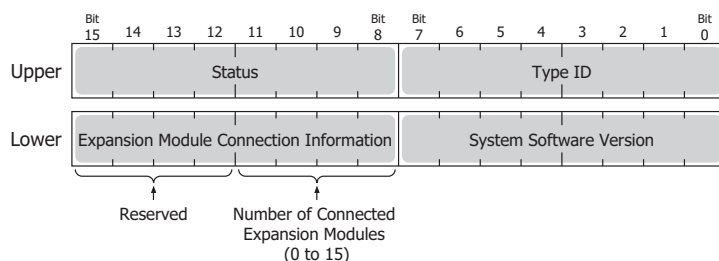 Bit Bit Bit Bit
15 14 13 12 11 10 9 8 7 6 5 4 3 2 1 0
Upper Status Type ID
Lower Expansion Module Connection Information System Software Version
Reserved Number of Connected
Expansion Modules
(0 to 15)